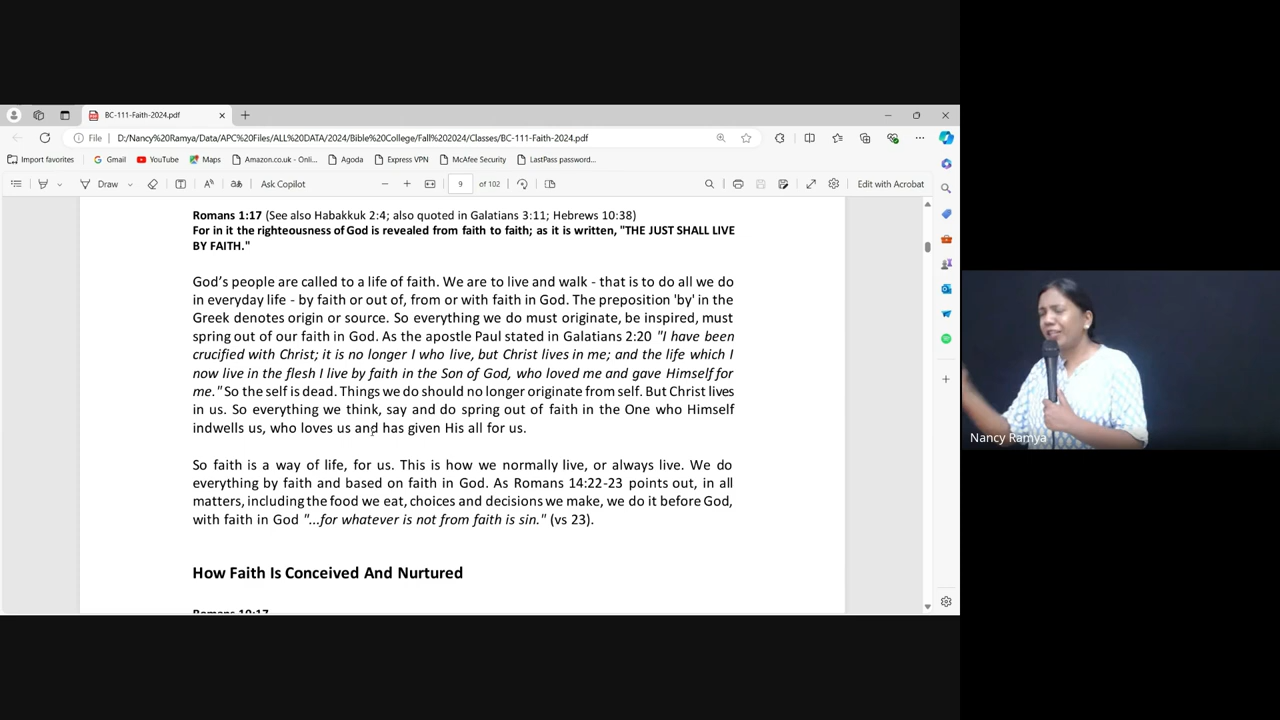 BC-111-Faith-2024.pdf
File
D:/Nancy%20Ramya/Data/APC%20Files/ALL%20DATA/2024/Bible%20College/Fall%202024/Classes/BC-111-Faith-2024.pdf
Import favorites Gmail YouTube Maps Amazon.co.uk - Onli... Agoda Express VPN McAfee Security LastPass password...
Draw Ask Copilot 9 of 102 Edit with Acrobat
Romans 1:17 (See also Habakkuk 2:4; also quoted in Galatians 3:11; Hebrews 10:38)
For in it the righteousness of God is revealed from faith to faith; as it is written, "THE JUST SHALL LIVE
BY FAITH."
God's people are called to a life of faith. We are to live and walk - that is to do all we do
in everyday life - by faith or out of, from or with faith in God. The preposition 'by' in the
Greek denotes origin or source. So everything we do must originate, be inspired, must
spring out of our faith in God. As the apostle Paul stated in Galatians 2:20 "I have been
crucified with Christ; it is no longer I who live, but Christ lives in me; and the life which I
now live in the flesh I live by faith in the Son of God, who loved me and gave Himself for
me." So the self is dead. Things we do should no longer originate from self. But Christ lives
in us. So everything we think, say and do spring out of faith in the One who Himself
indwells us, who loves us and has given His all for us.
So faith is a way of life, for us. This is how we normally live, or always live. We do
everything by faith and based on faith in God. As Romans 14:22-23 points out, in all
matters, including the food we eat, choices and decisions we make, we do it before God,
with faith in God "...for whatever is not from faith is sin." (vs 23).
How Faith Is Conceived And Nurtured
Romans 10:17
Nancy Ramya